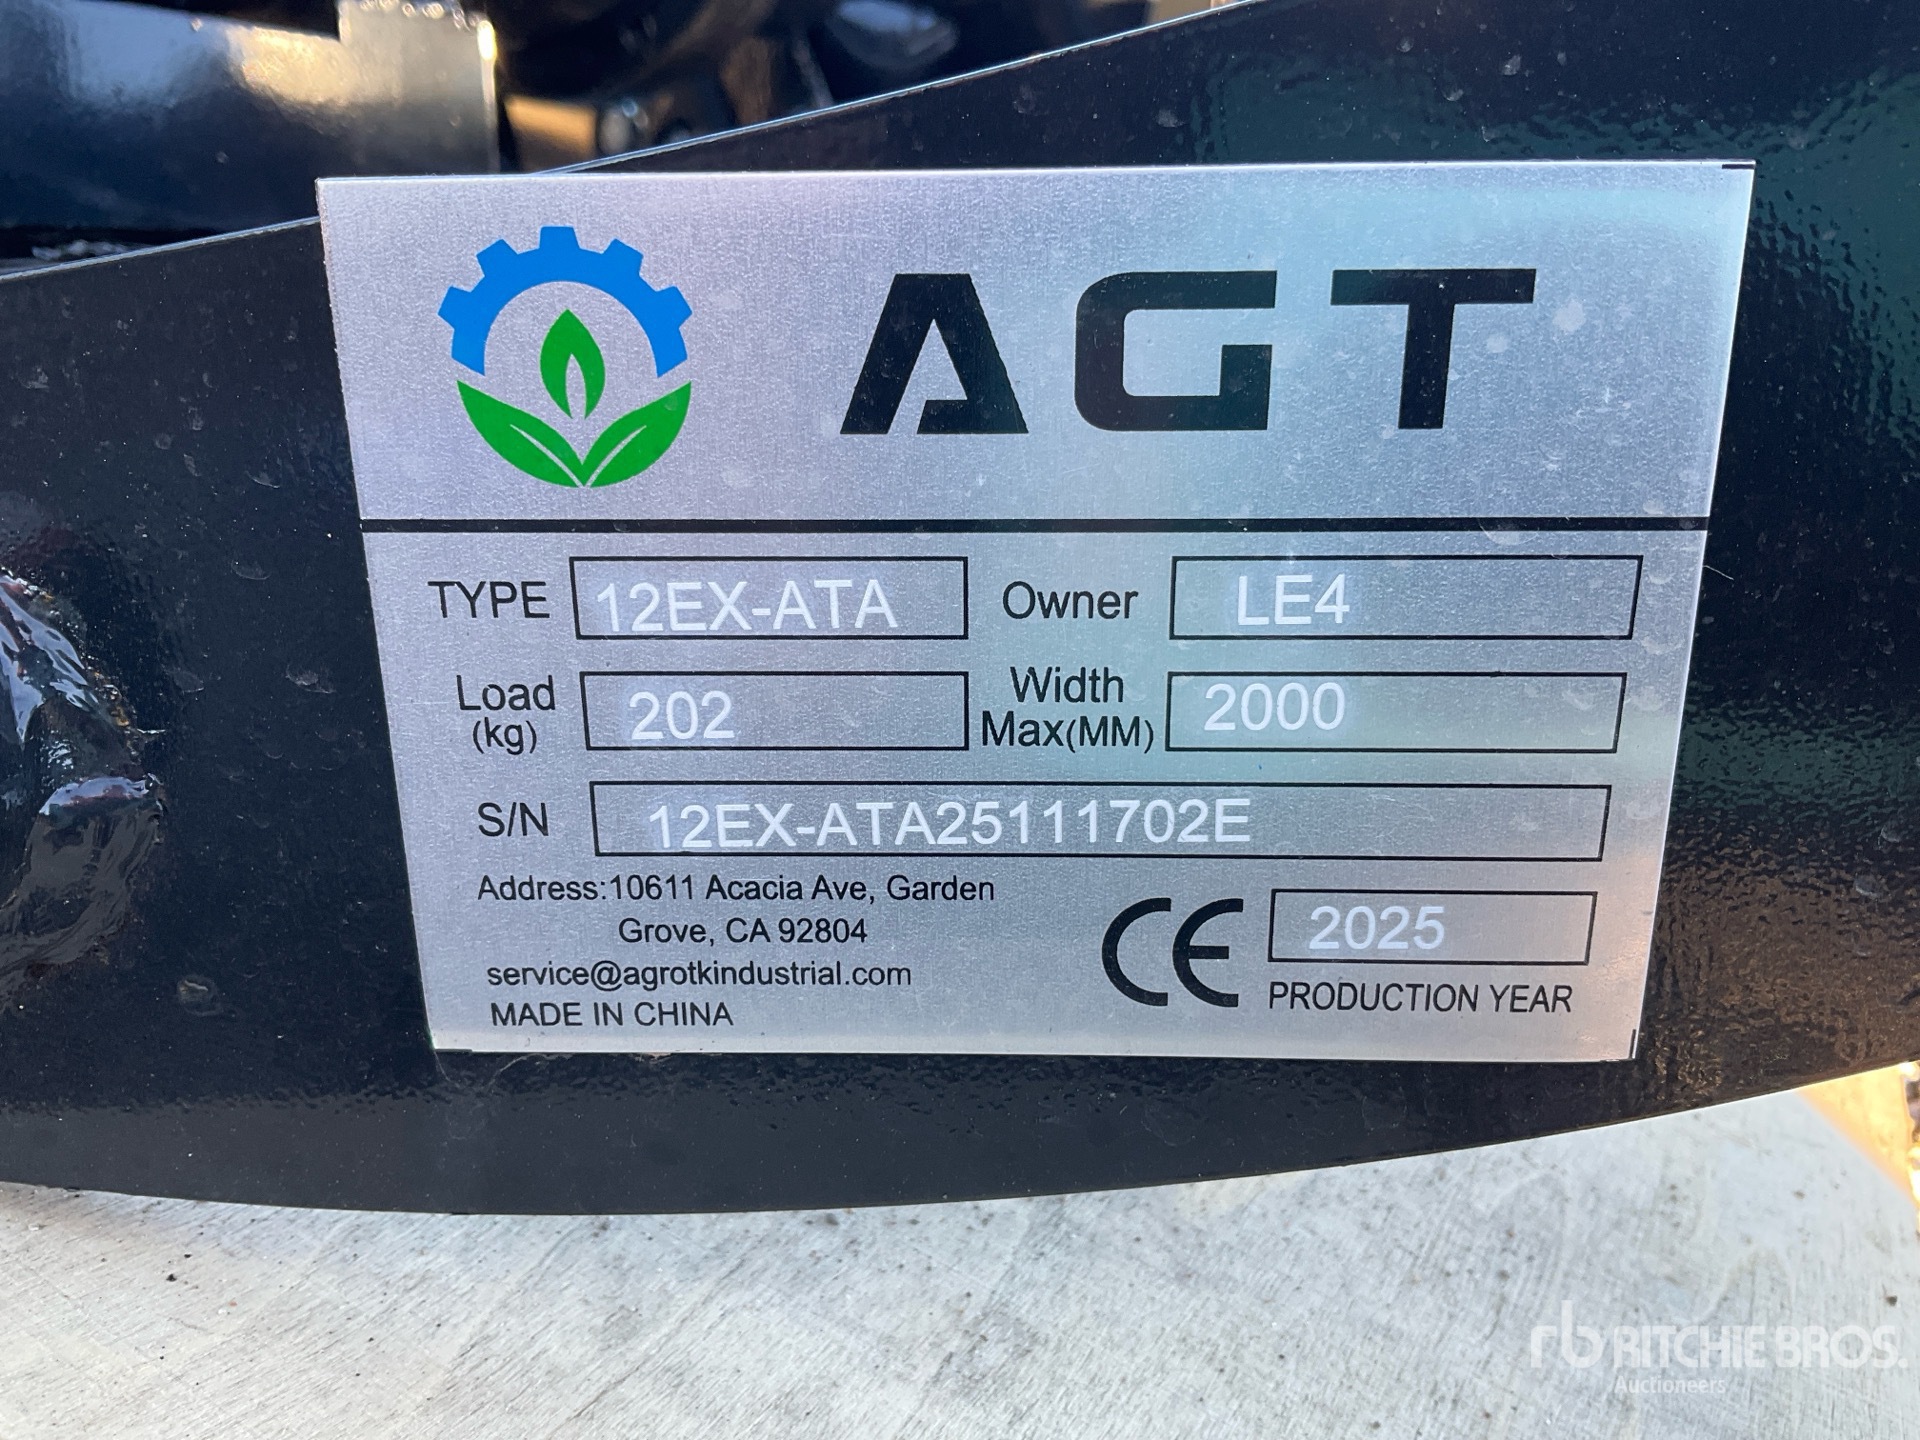 AGT
TYPE 12EX-ATA Owner LE4
Load (kg) 202 Width Max(MM) 2000
S/N 12EX-ATA25111702E
Address:10611 Acacia Ave, Garden
Grove, CA 92804
service@agrotkindustrial.com
MADE IN CHINA
CE 2025
PRODUCTION YEAR
rb RITCHIE BROS.
Auctioneers